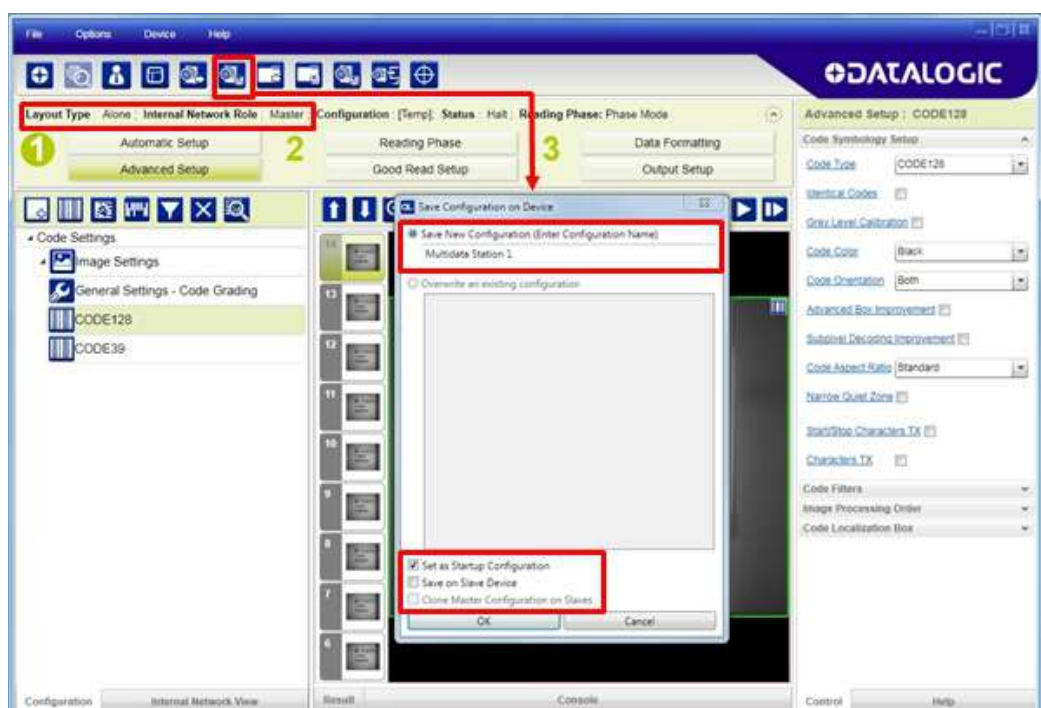 File Options Device Help
DATALOGIC
Layout Type Alone ; Internal Network Role Master ; Configuration : [Temp]; Status : Halt ; Reading Phase: Phase Mode
1
Automatic Setup
Advanced Setup
2
Reading Phase
Good Read Setup
3
Data Formatting
Output Setup
Code Settings
Image Settings
General Settings - Code Grading
CODE128
CODE39
13
12
11
10
9
8
7
6
Save Configuration on Device
Save New Configuration (Enter Configuration Name)
Multidata Station 1
Overwrite an existing configuration
Set as Startup Configuration
Save on Slave Device
Clone Master Configuration on Slaves
OK Cancel
Advanced Setup : CODE128
Code Symbology Setup
Code Type CODE128
Identical Codes
Grey Level Calibration
Code Color Black
Code Orientation Both
Advanced Box Improvement
Subpixel Decoding Improvement
Code Aspect Ratio Standard
Narrow Quiet Zone
Start/Stop Characters TX
Characters TX
Code Filters
Image Processing Order
Code Localization Box
Configuration Internal Network View
Result Console
Control Help